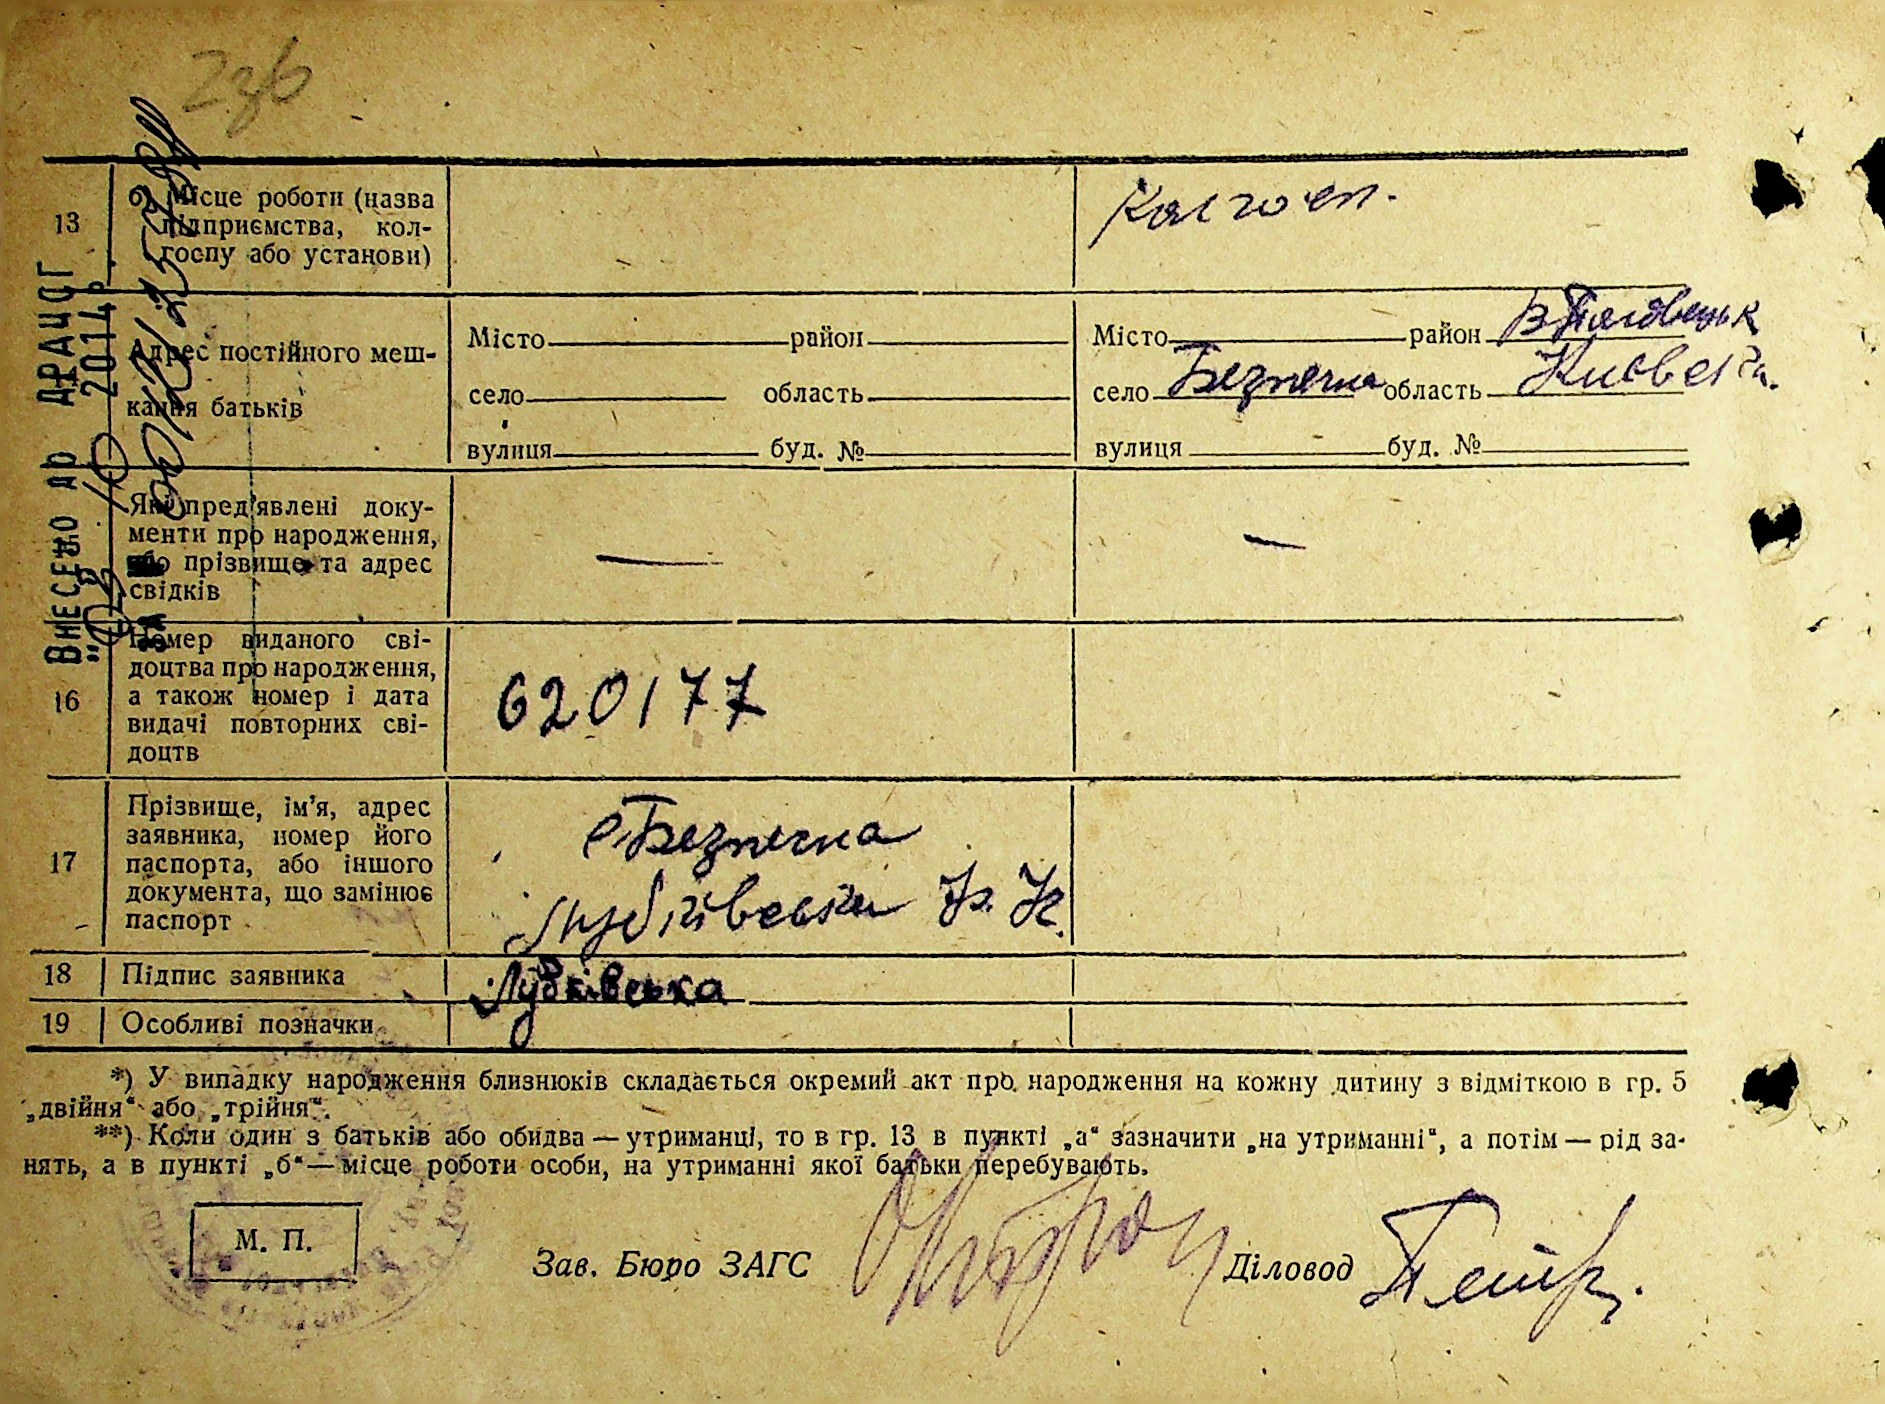 13
б) Місце роботи (назва
підприємства, кол-
госпу або установи)
Колгосп.
Адрес постійного меш-
кання батьків
Місто район
село область
вулиця буд. №
Місто район
село Безпечна область Київськ.
вулиця буд. №
Які пред'явлені доку-
менти про народження,
або прізвище та адрес
свідків
—
—
16
Номер виданого сві-
доцтва про народження,
а також номер і дата
видачі повторних сві-
доцтв
620177
17
Прізвище, ім'я, адрес
заявника, номер його
паспорта, або іншого
документа, що замінює
паспорт
с Безпечна
18
Підпис заявника
Лубківська
19
Особливі позначки
*) У випадку народження близнюків складається окремий акт про народження на кожну дитину з відміткою в гр. 5
„двійня“ або „трійня“.
**) Коли один з батьків або обидва — утриманці, то в гр. 13 в пункті „а“ зазначити „на утриманні“, а потім — рід за-
нять, а в пункті „б“ — місце роботи особи, на утриманні якої батьки перебувають.
М. П.
Зав. Бюро ЗАГС
Діловод
Внесено до ДРАЦСГ
2014р
за №